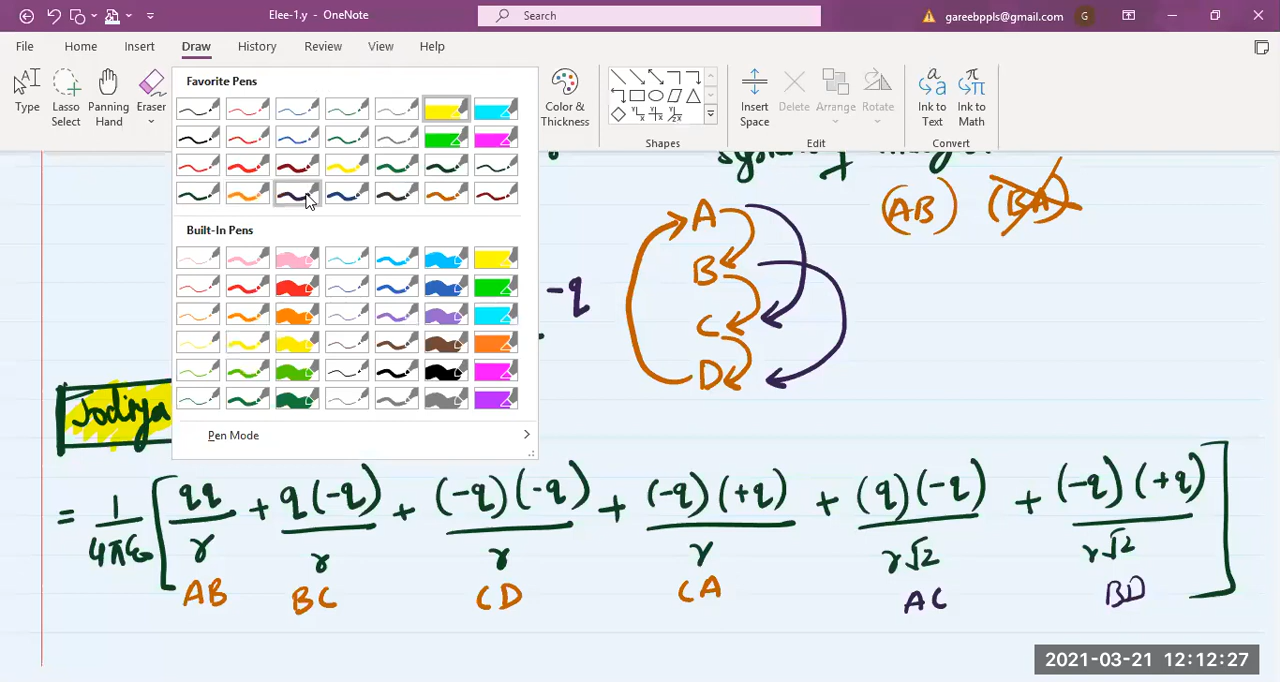 Elee-1.y - OneNote
Search
gareebppls@gmail.com
G
File Home Insert Draw History Review View Help
Type
Lasso Select
Panning Hand
Eraser
Favorite Pens
Built-In Pens
Pen Mode
Color & Thickness
Shapes
Insert Space
Delete
Arrange
Rotate
Edit
Ink to Text
Ink to Math
Convert
(AB) (BA)
A
B
C
D
-q
Jodiya
= 1/4πε₀ [ qq/r + q(-q)/r + (-q)(-q)/r + (-q)(+q)/r + (q)(-q)/r√2 + (-q)(+q)/r√2 ]
AB BC CD CA AC BD
2021-03-21 12:12:27